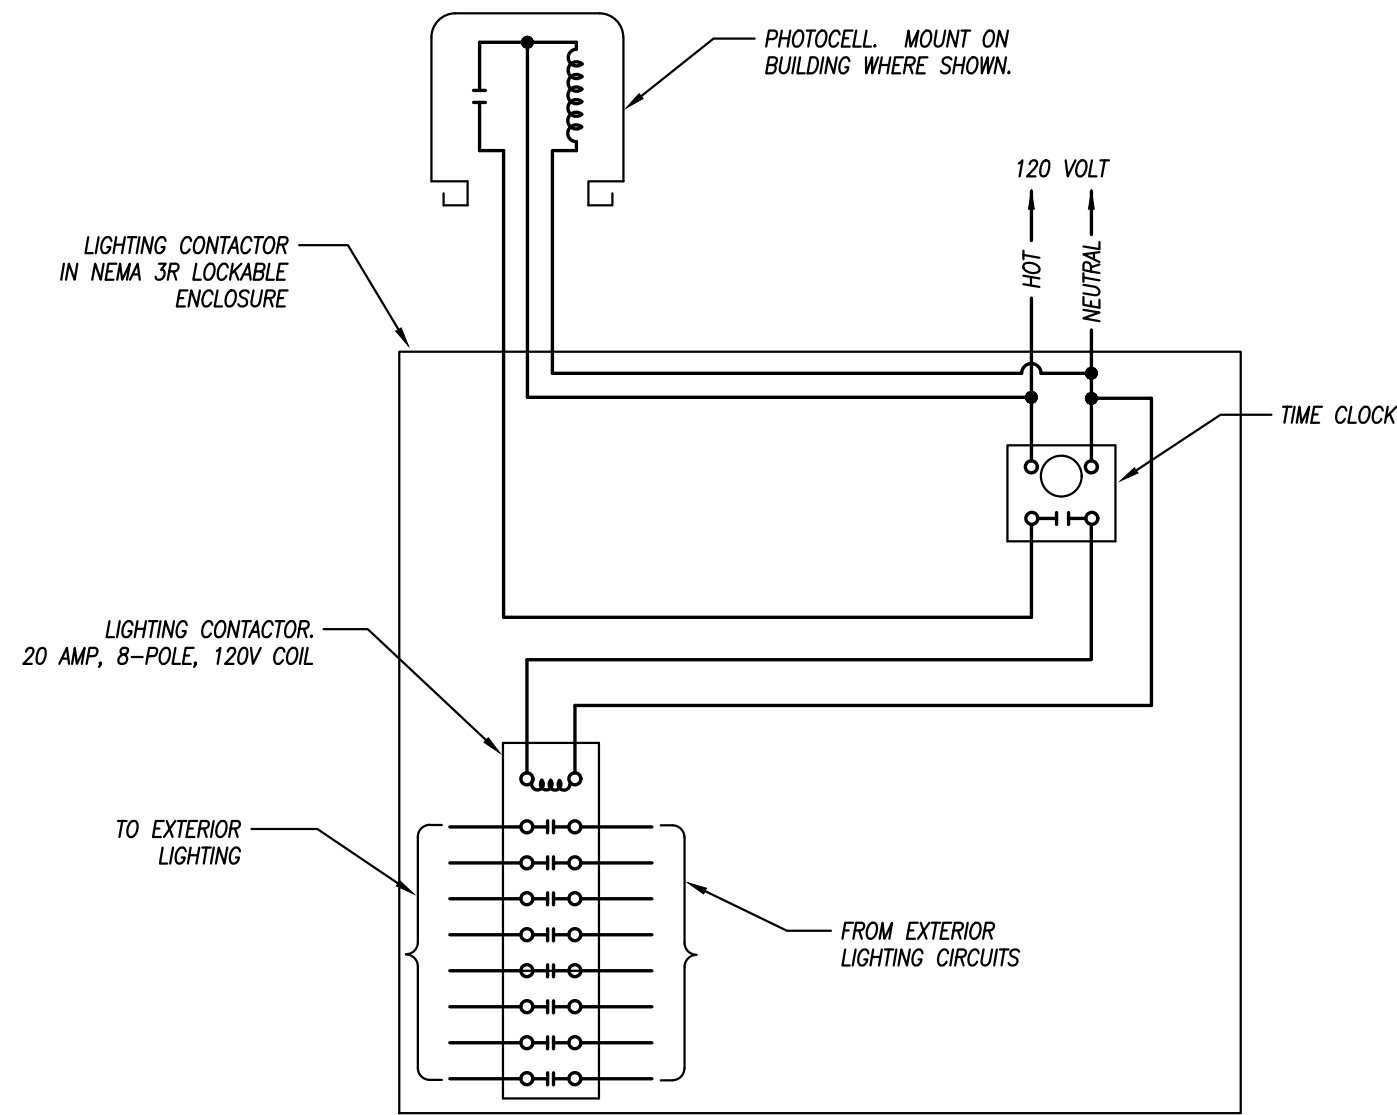 PHOTOCELL. MOUNT ON
BUILDING WHERE SHOWN.
120 VOLT
HOT
NEUTRAL
LIGHTING CONTACTOR
IN NEMA 3R LOCKABLE
ENCLOSURE
TIME CLOCK
LIGHTING CONTACTOR.
20 AMP, 8-POLE, 120V COIL
TO EXTERIOR
LIGHTING
FROM EXTERIOR
LIGHTING CIRCUITS